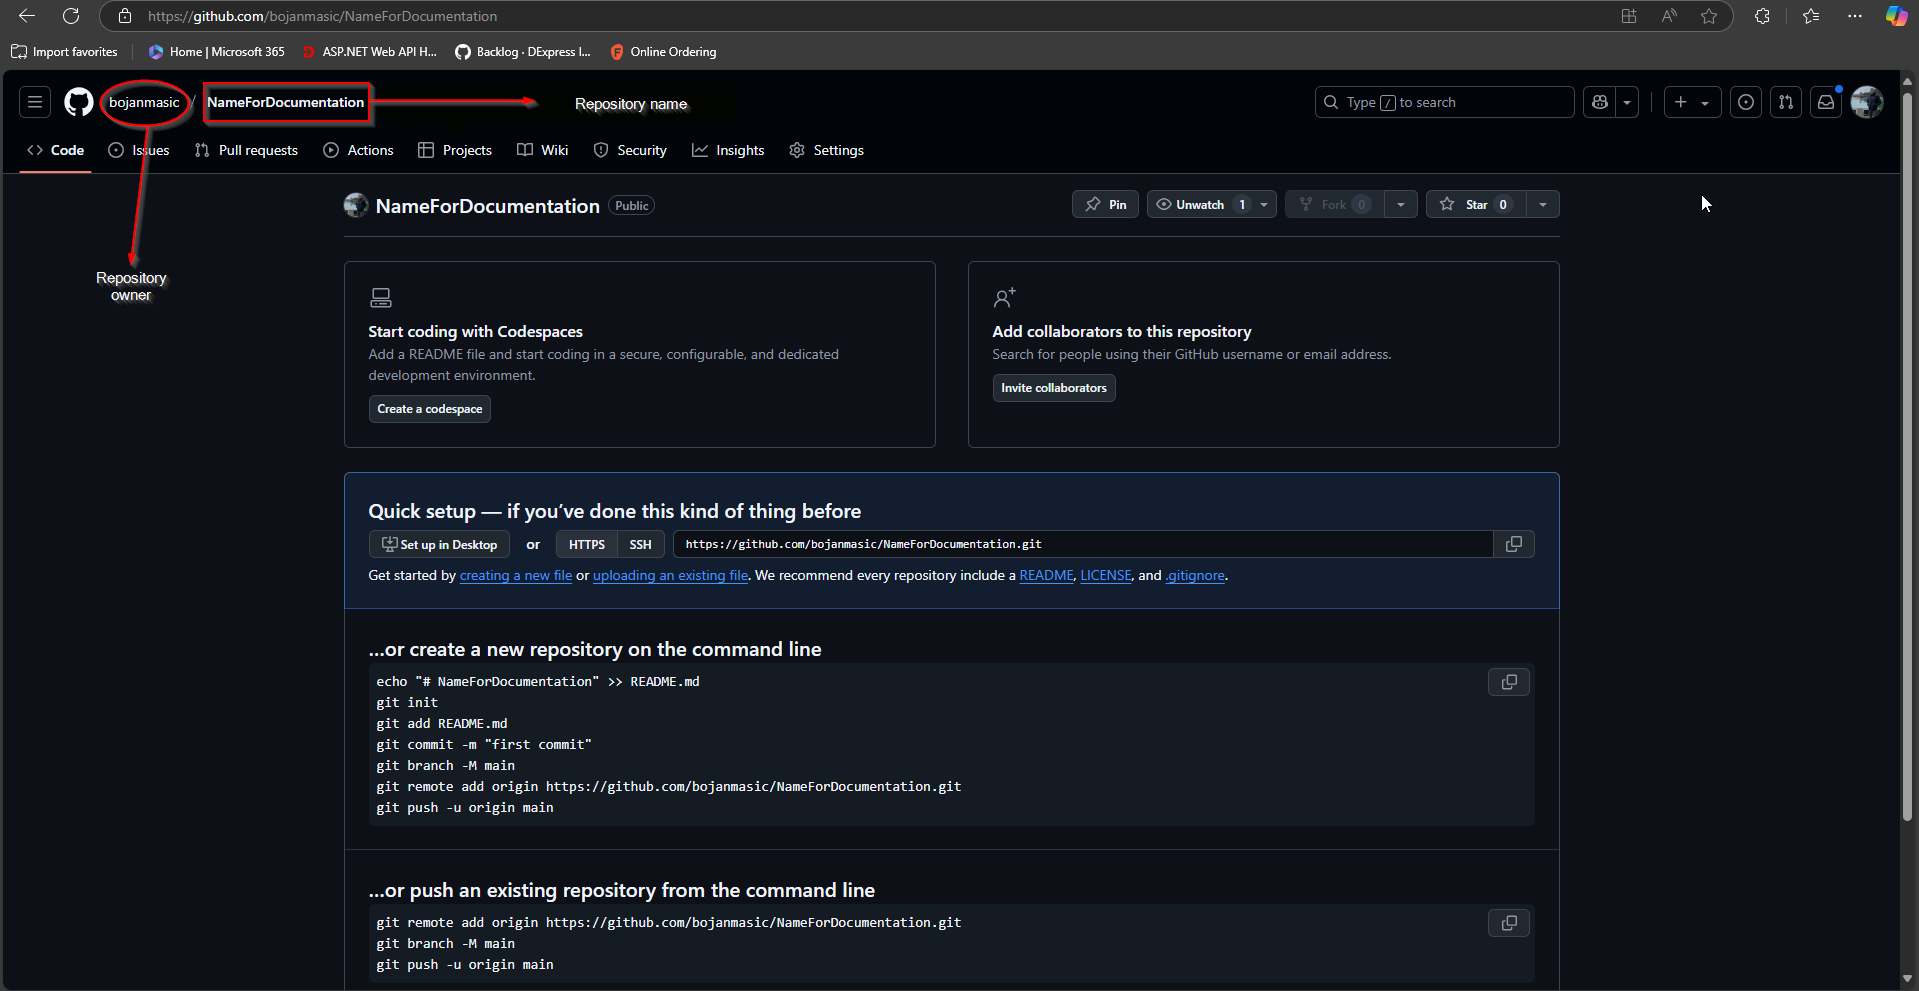 https://github.com/bojanmasic/NameForDocumentation
Import favorites
Home | Microsoft 365
ASP.NET Web API H...
Backlog · DExpress I...
Online Ordering
bojanmasic / NameForDocumentation
Repository name
Type / to search
Code
Issues
Pull requests
Actions
Projects
Wiki
Security
Insights
Settings
NameForDocumentation Public
Pin
Unwatch 1
Fork 0
Star 0
Repository
owner
Start coding with Codespaces
Add a README file and start coding in a secure, configurable, and dedicated
development environment.
Create a codespace
Add collaborators to this repository
Search for people using their GitHub username or email address.
Invite collaborators
Quick setup — if you’ve done this kind of thing before
Set up in Desktop or HTTPS SSH https://github.com/bojanmasic/NameForDocumentation.git
Get started by creating a new file or uploading an existing file. We recommend every repository include a README, LICENSE, and .gitignore.
…or create a new repository on the command line
echo "# NameForDocumentation" >> README.md
git init
git add README.md
git commit -m "first commit"
git branch -M main
git remote add origin https://github.com/bojanmasic/NameForDocumentation.git
git push -u origin main
…or push an existing repository from the command line
git remote add origin https://github.com/bojanmasic/NameForDocumentation.git
git branch -M main
git push -u origin main